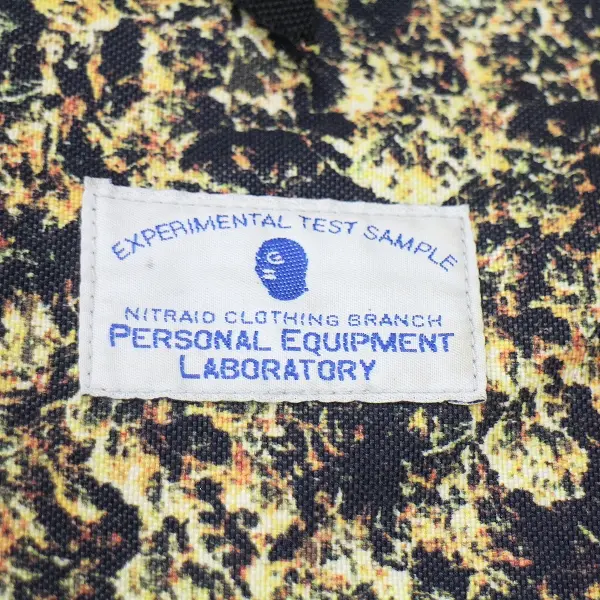 EXPERIMENTAL TEST SAMPLE
NITRAID CLOTHING BRANCH
PERSONAL EQUIPMENT
LABORATORY